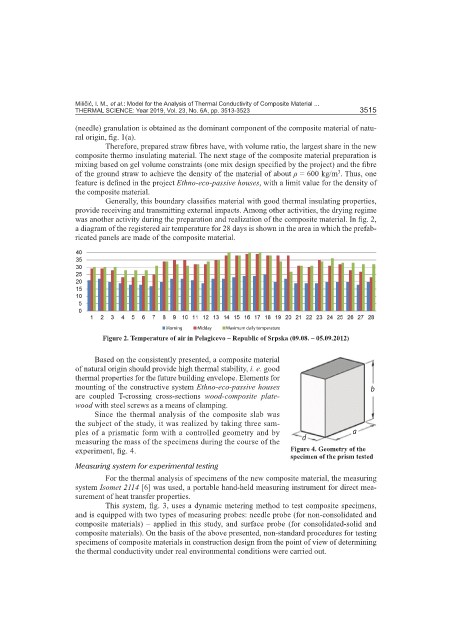 Miličić, I. M., et al.: Model for the Analysis of Thermal Conductivity of Composite Material ...
THERMAL SCIENCE: Year 2019, Vol. 23, No. 6A, pp. 3513-3523 3515
(needle) granulation is obtained as the dominant component of the composite material of natu-
ral origin, fig. 1(a).
Therefore, prepared straw fibres have, with volume ratio, the largest share in the new
composite thermo insulating material. The next stage of the composite material preparation is
mixing based on gel volume constraints (one mix design specified by the project) and the fibre
of the ground straw to achieve the density of the material of about ρ = 600 kg/m³. Thus, one
feature is defined in the project Ethno-eco-passive houses, with a limit value for the density of
the composite material.
Generally, this boundary classifies material with good thermal insulating properties,
provide receiving and transmitting external impacts. Among other activities, the drying regime
was another activity during the preparation and realization of the composite material. In fig. 2,
a diagram of the registered air temperature for 28 days is shown in the area in which the prefab-
ricated panels are made of the composite material.
40
35
30
25
20
15
10
5
0
1 2 3 4 5 6 7 8 9 10 11 12 13 14 15 16 17 18 19 20 21 22 23 24 25 26 27 28
Morning Midday Maximum daily temperature
Figure 2. Temperature of air in Pelagicevo – Republic of Srpska (09.08. – 05.09.2012)
Based on the consistently presented, a composite material
of natural origin should provide high thermal stability, i. e. good
thermal properties for the future building envelope. Elements for
mounting of the constructive system Ethno-eco-passive houses
are coupled T-crossing cross-sections wood-composite plate-
wood with steel screws as a means of clamping.
Since the thermal analysis of the composite slab was
the subject of the study, it was realized by taking three sam-
ples of a prismatic form with a controlled geometry and by
measuring the mass of the specimens during the course of the
experiment, fig. 4.
b
a
d
Figure 4. Geometry of the
specimen of the prism tested
Measuring system for experimental testing
For the thermal analysis of specimens of the new composite material, the measuring
system Isomet 2114 [6] was used, a portable hand-held measuring instrument for direct mea-
surement of heat transfer properties.
This system, fig. 3, uses a dynamic metering method to test composite specimens,
and is equipped with two types of measuring probes: needle probe (for non-consolidated and
composite materials) – applied in this study, and surface probe (for consolidated-solid and
composite materials). On the basis of the above presented, non-standard procedures for testing
specimens of composite materials in construction design from the point of view of determining
the thermal conductivity under real environmental conditions were carried out.